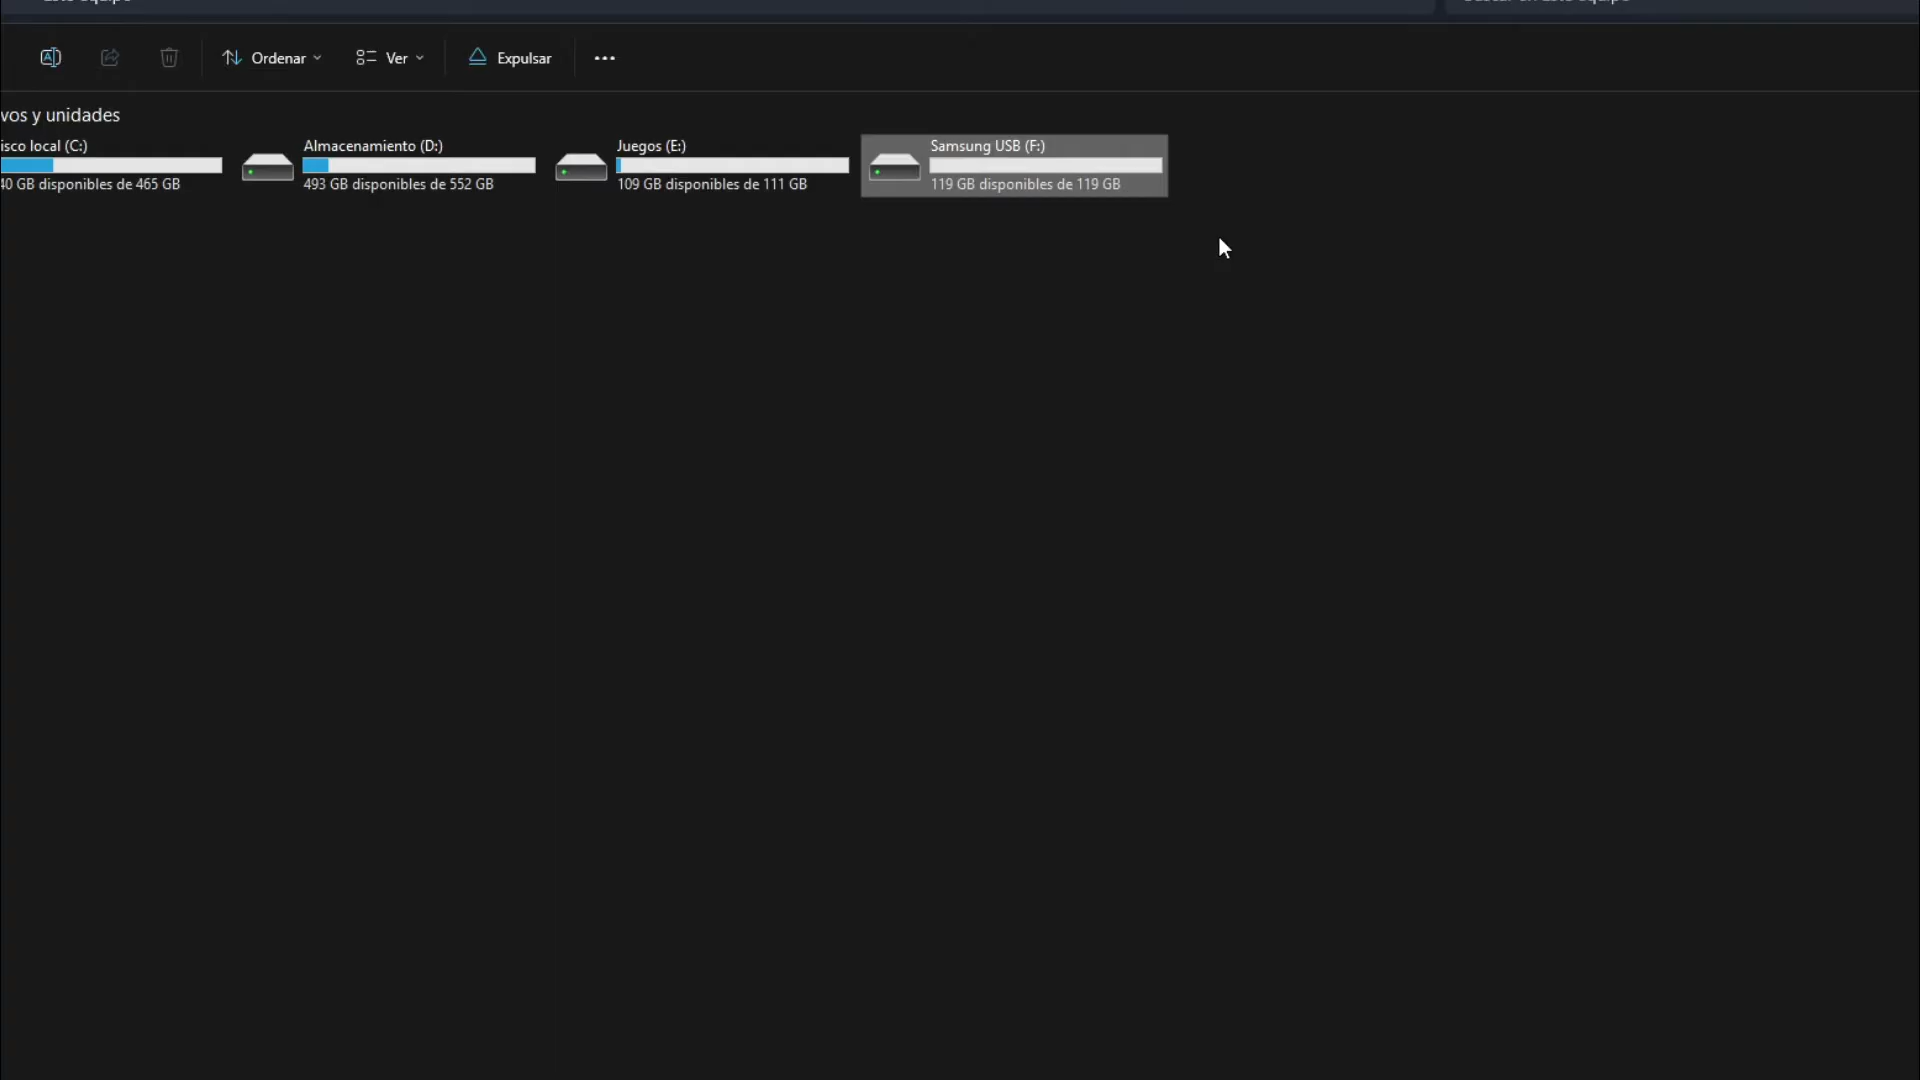 Ordenar Ver Expulsar
vos y unidades
isco local (C:)
40 GB disponibles de 465 GB
Almacenamiento (D:)
493 GB disponibles de 552 GB
Juegos (E:)
109 GB disponibles de 111 GB
Samsung USB (F:)
119 GB disponibles de 119 GB